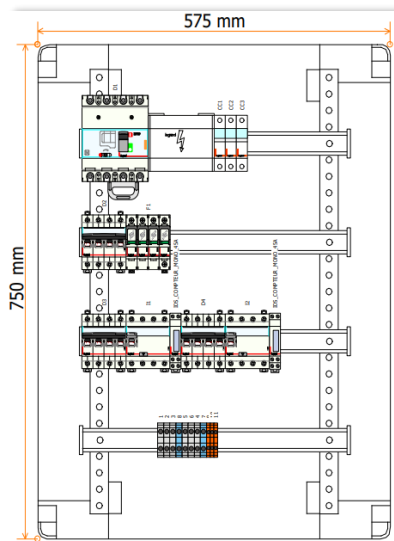 575 mm
750 mm
D1
legrand
CC1
CC2
CC3
D2
F1
IDS_COMPTEUR_MONO_45A
IDS_COMPTEUR_MONO_45A
D3
I1
D4
I2
1
2
3
8
5
6
4
7
11